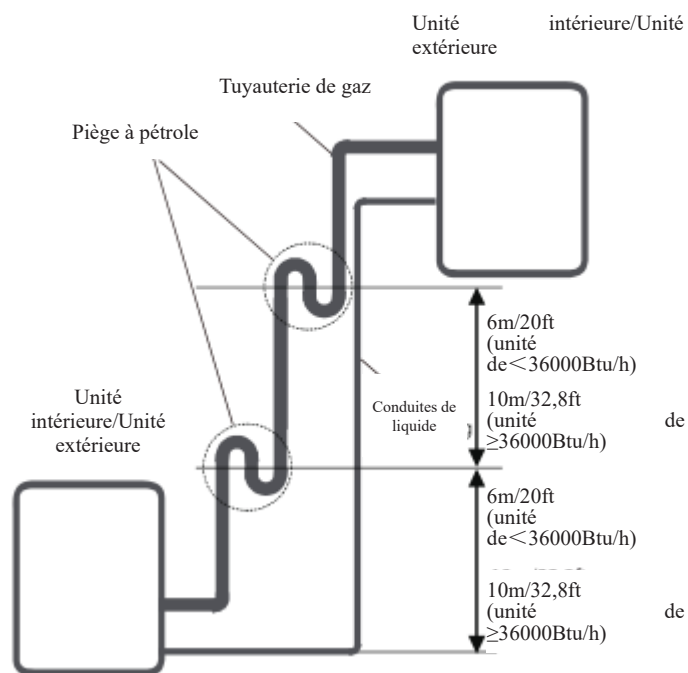 Unité intérieure/Unité
extérieure
Tuyauterie de gaz
Piège à pétrole
6m/20ft
(unité
de<36000Btu/h)
10m/32,8ft
(unité de
≥36000Btu/h)
Conduites de
liquide
Unité
intérieure/Unité
extérieure
6m/20ft
(unité
de<36000Btu/h)
10m/32,8ft
(unité de
≥36000Btu/h)